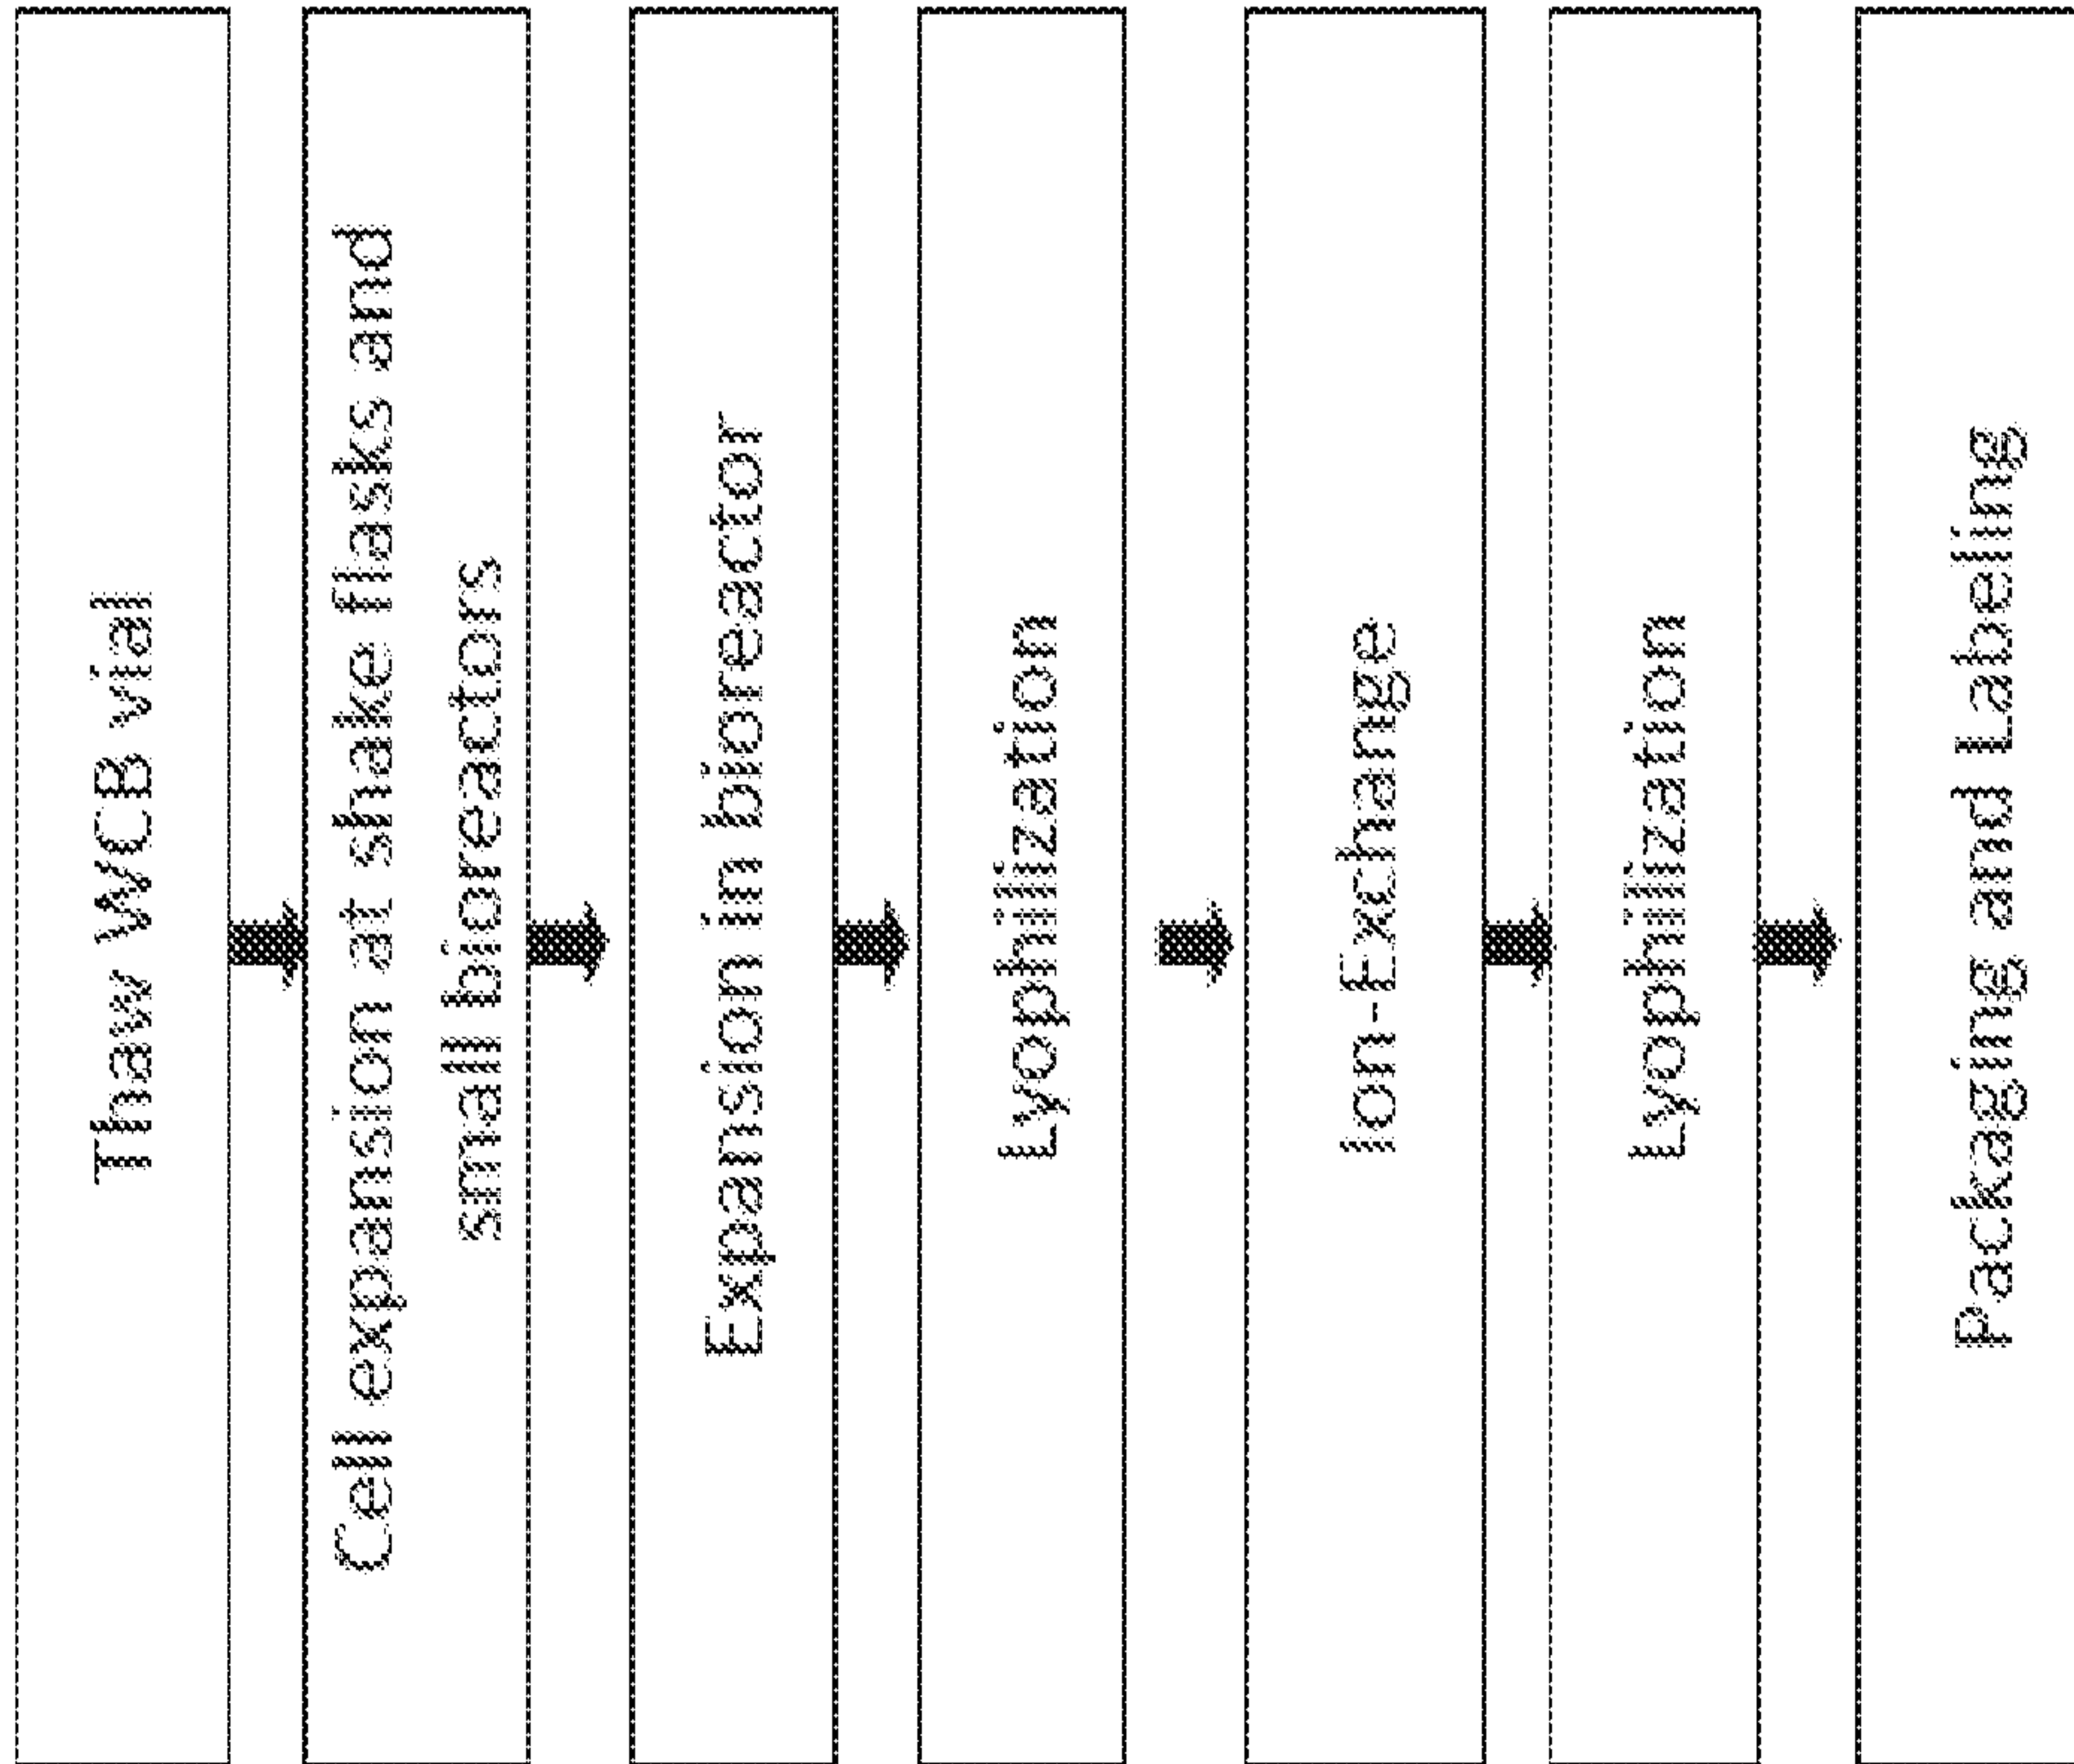 Thaw WCB vial
Cell expansion at shake flasks and
small bioreactors
Expansion in bioreactor
Lyophilization
Ion-Exchange
Lyophilization
Packaging and Labeling